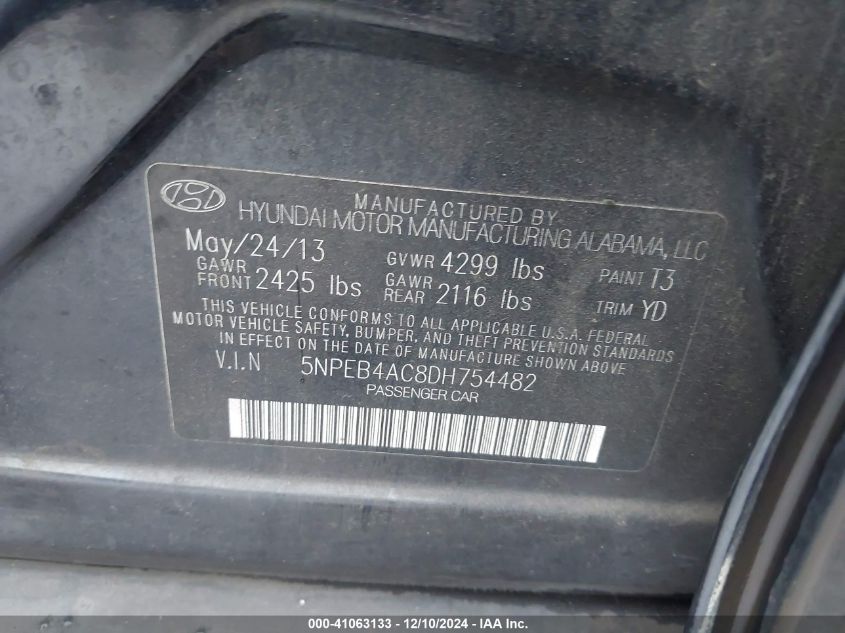 MANUFACTURED BY
HYUNDAI MOTOR MANUFACTURING ALABAMA, LLC
May/24/13 GVWR 4299 lbs PAINT T3
GAWR FRONT 2425 lbs GAWR REAR 2116 lbs TRIM YD
THIS VEHICLE CONFORMS TO ALL APPLICABLE U.S.A. FEDERAL
MOTOR VEHICLE SAFETY, BUMPER, AND THEFT PREVENTION STANDARDS
IN EFFECT ON THE DATE OF MANUFACTURE SHOWN ABOVE
V.I.N 5NPEB4AC8DH754482
PASSENGER CAR
000-41063133 - 12/10/2024 - IAA Inc.